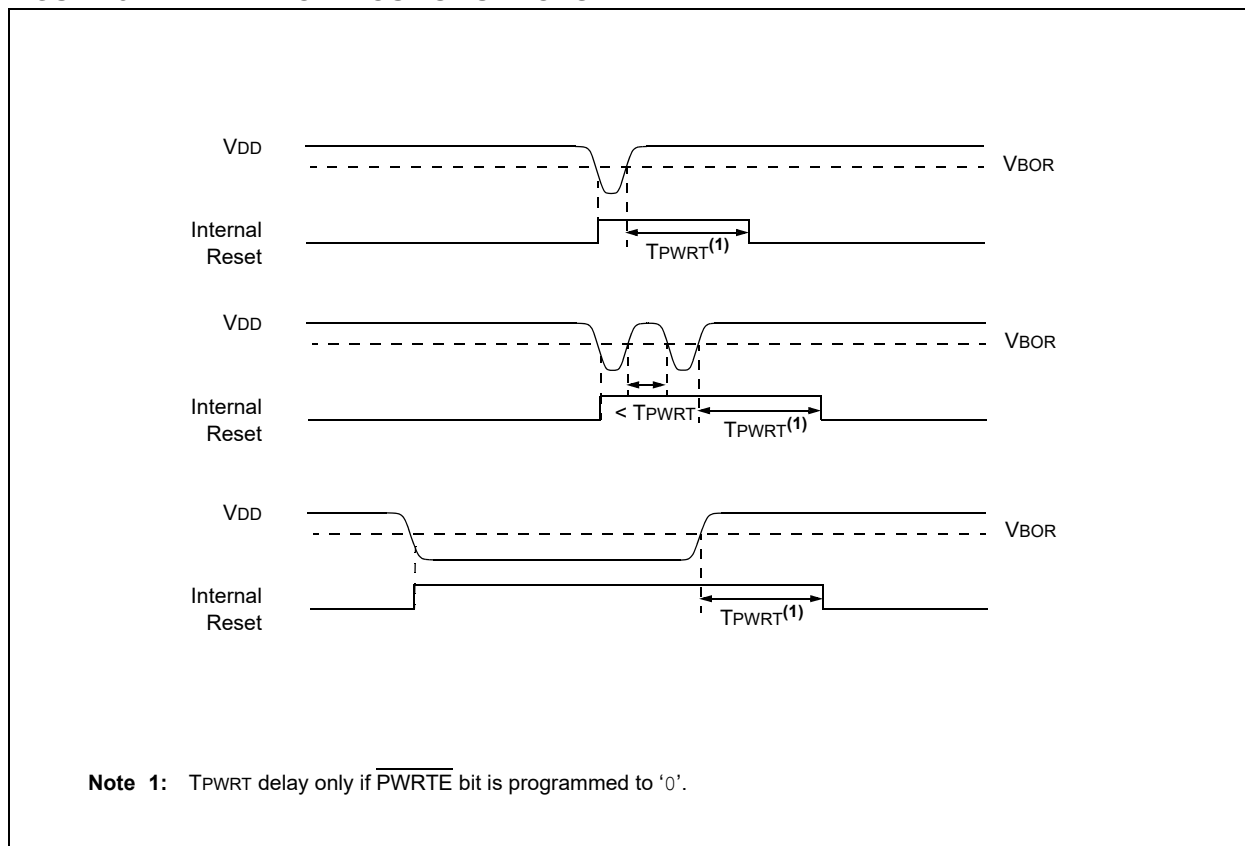 VDD
VBOR
Internal
Reset
TPWRT(1)
VDD
VBOR
Internal
Reset
< TPWRT
TPWRT(1)
VDD
VBOR
Internal
Reset
TPWRT(1)
Note 1: TPWRT delay only if PWRTE bit is programmed to ‘0’.